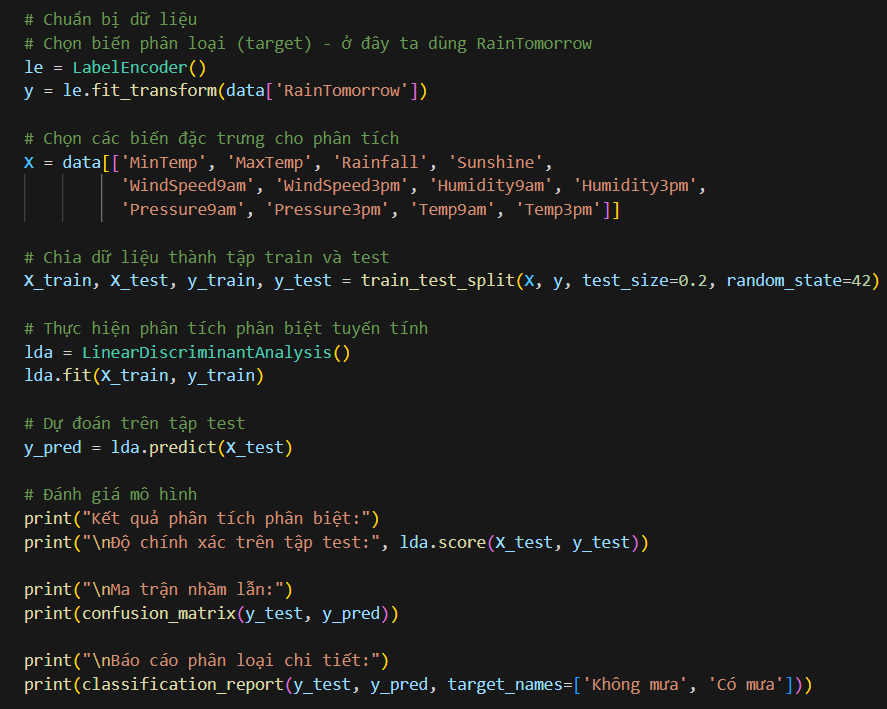 # Chuẩn bị dữ liệu
# Chọn biến phân loại (target) - ở đây ta dùng RainTomorrow
le = LabelEncoder()
y = le.fit_transform(data['RainTomorrow'])
# Chọn các biến đặc trưng cho phân tích
X = data[['MinTemp', 'MaxTemp', 'Rainfall', 'Sunshine',
'WindSpeed9am', 'WindSpeed3pm', 'Humidity9am', 'Humidity3pm',
'Pressure9am', 'Pressure3pm', 'Temp9am', 'Temp3pm']]
# Chia dữ liệu thành tập train và test
X_train, X_test, y_train, y_test = train_test_split(X, y, test_size=0.2, random_state=42)
# Thực hiện phân tích phân biệt tuyến tính
lda = LinearDiscriminantAnalysis()
lda.fit(X_train, y_train)
# Dự đoán trên tập test
y_pred = lda.predict(X_test)
# Đánh giá mô hình
print("Kết quả phân tích phân biệt:")
print("\nĐộ chính xác trên tập test:", lda.score(X_test, y_test))
print("\nMa trận nhầm lẫn:")
print(confusion_matrix(y_test, y_pred))
print("\nBáo cáo phân loại chi tiết:")
print(classification_report(y_test, y_pred, target_names=['Không mưa', 'Có mưa']))